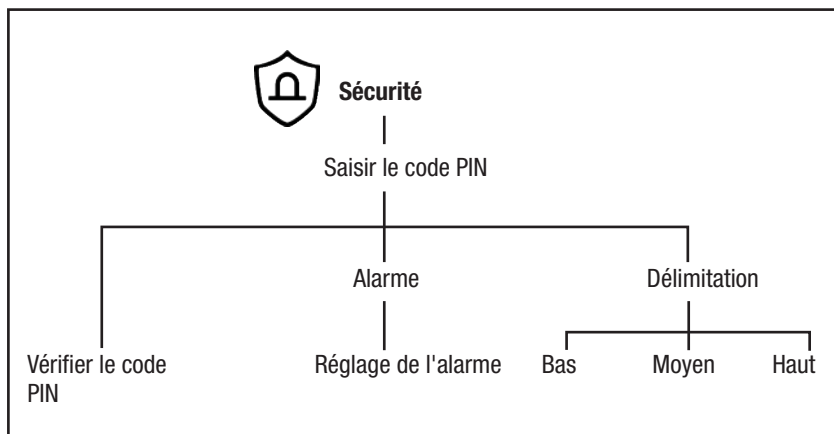 Sécurité
Saisir le code PIN
Alarme
Délimitation
Vérifier le code
PIN
Réglage de l'alarme
Bas
Moyen
Haut